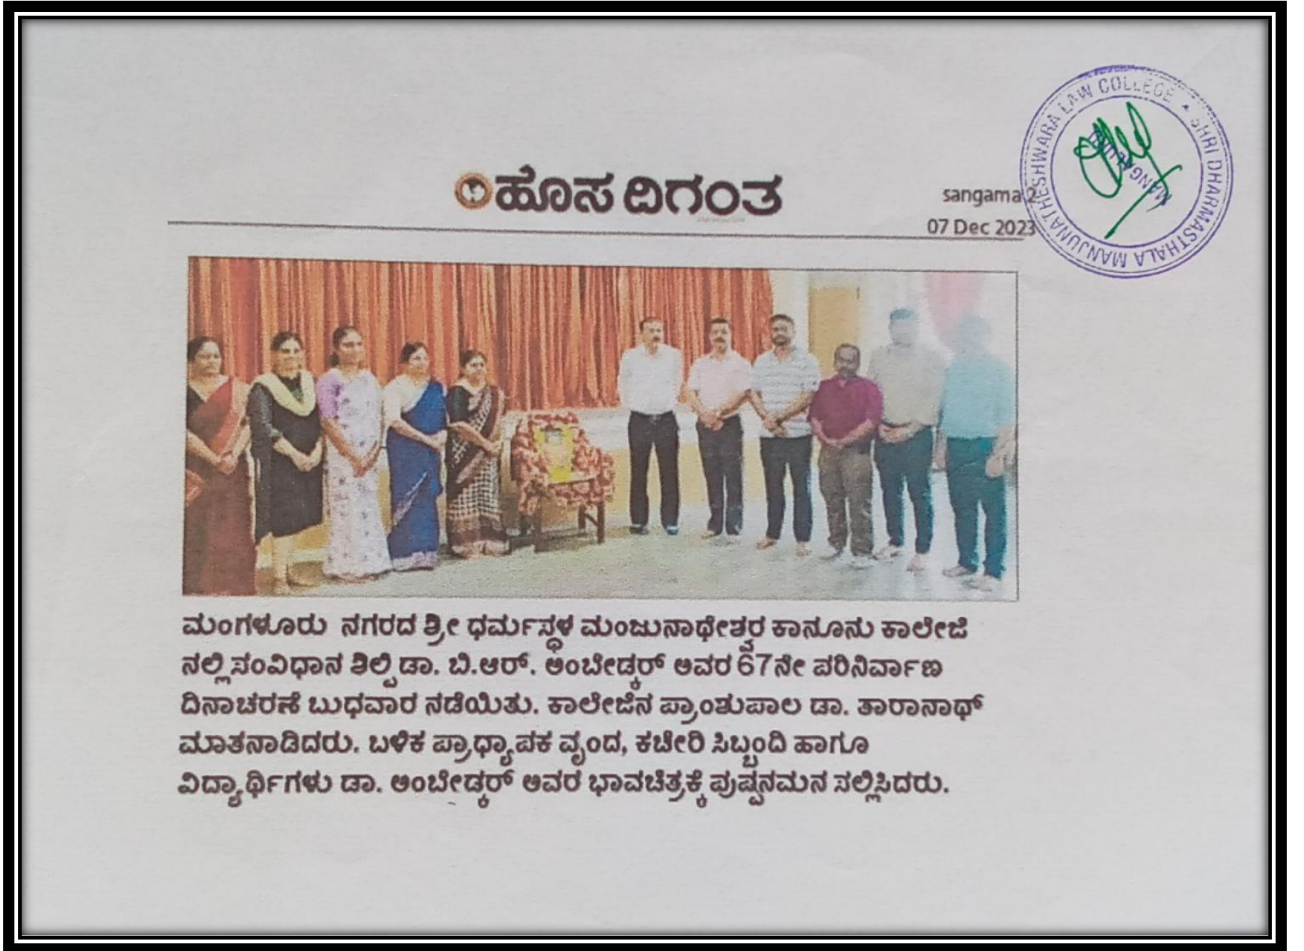 ಹೊಸ ದಿಗಂತ
sangama 2
07 Dec 2023
SHRI DHARMASTHALA MANJUNATHESHWARA LAW COLLEGE
MANGALURU
ಮಂಗಳೂರು ನಗರದ ಶ್ರೀ ಧರ್ಮಸ್ಥಳ ಮಂಜುನಾಥೇಶ್ವರ ಕಾನೂನು ಕಾಲೇಜಿ
ನಲ್ಲಿ ಸಂವಿಧಾನ ಶಿಲ್ಪಿ ಡಾ. ಬಿ.ಆರ್. ಅಂಬೇಡ್ಕರ್ ಅವರ 67ನೇ ಪರಿನಿರ್ವಾಣ
ದಿನಾಚರಣೆ ಬುಧವಾರ ನಡೆಯಿತು. ಕಾಲೇಜಿನ ಪ್ರಾಂಶುಪಾಲ ಡಾ. ತಾರಾನಾಥ್
ಮಾತನಾಡಿದರು. ಬಳಿಕ ಪ್ರಾಧ್ಯಾಪಕ ವೃಂದ, ಕಚೇರಿ ಸಿಬ್ಬಂದಿ ಹಾಗೂ
ವಿದ್ಯಾರ್ಥಿಗಳು ಡಾ. ಅಂಬೇಡ್ಕರ್ ಅವರ ಭಾವಚಿತ್ರಕ್ಕೆ ಪುಷ್ಪನಮನ ಸಲ್ಲಿಸಿದರು.